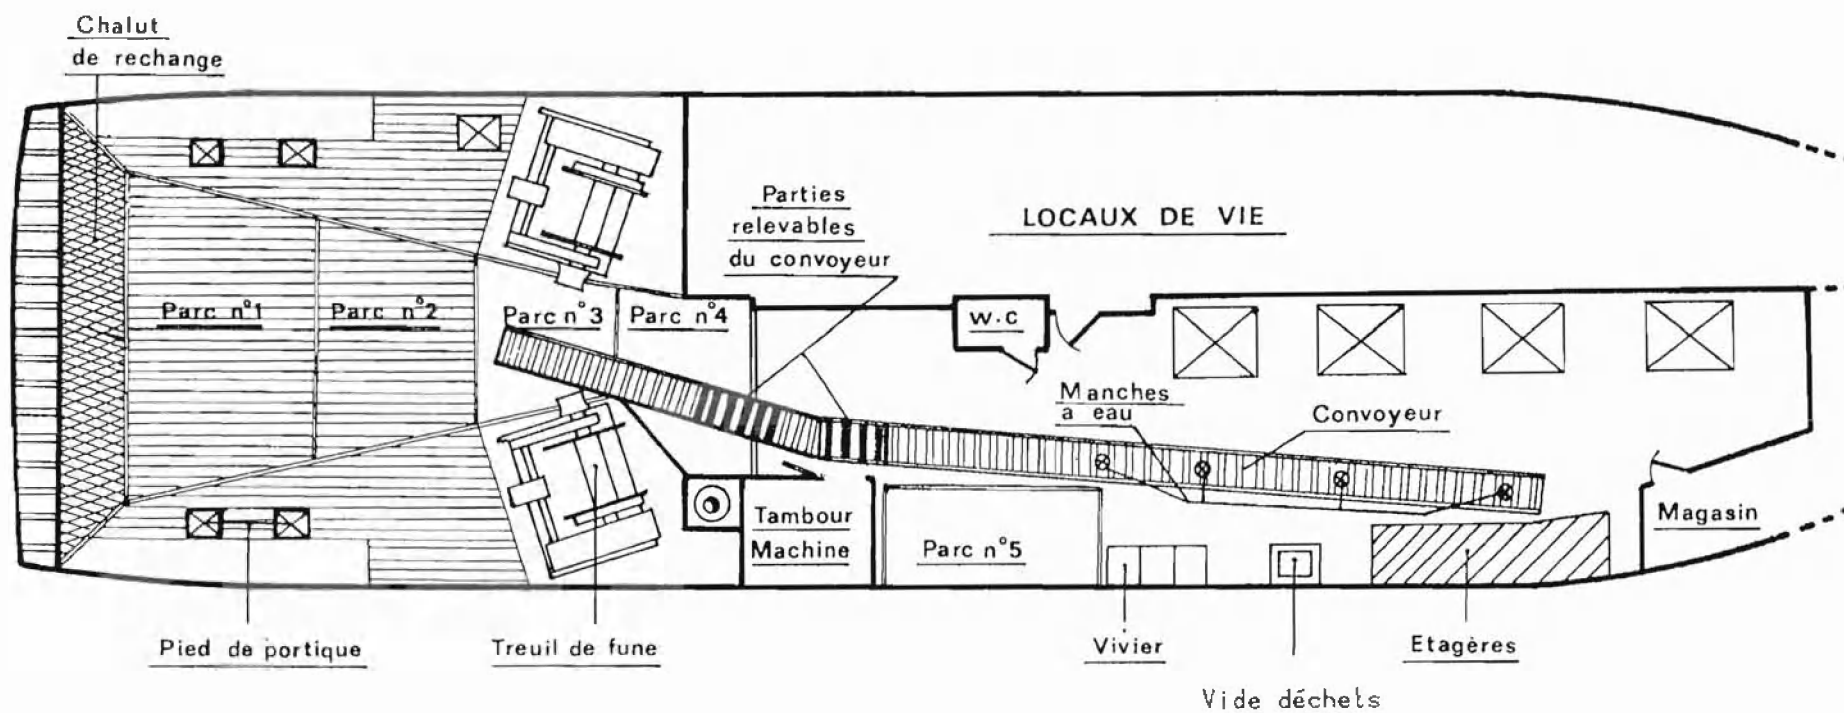 Chalut
de rechange
Parties
relevables
du convoyeur
LOCAUX DE VIE
Parc n°1
Parc n°2
Parc n°3
Parc n°4
w.c
Manches
a eau
Convoyeur
Tambour
Machine
Parc n°5
Magasin
Pied de portique
Treuil de fune
Vivier
Etagères
Vide déchets